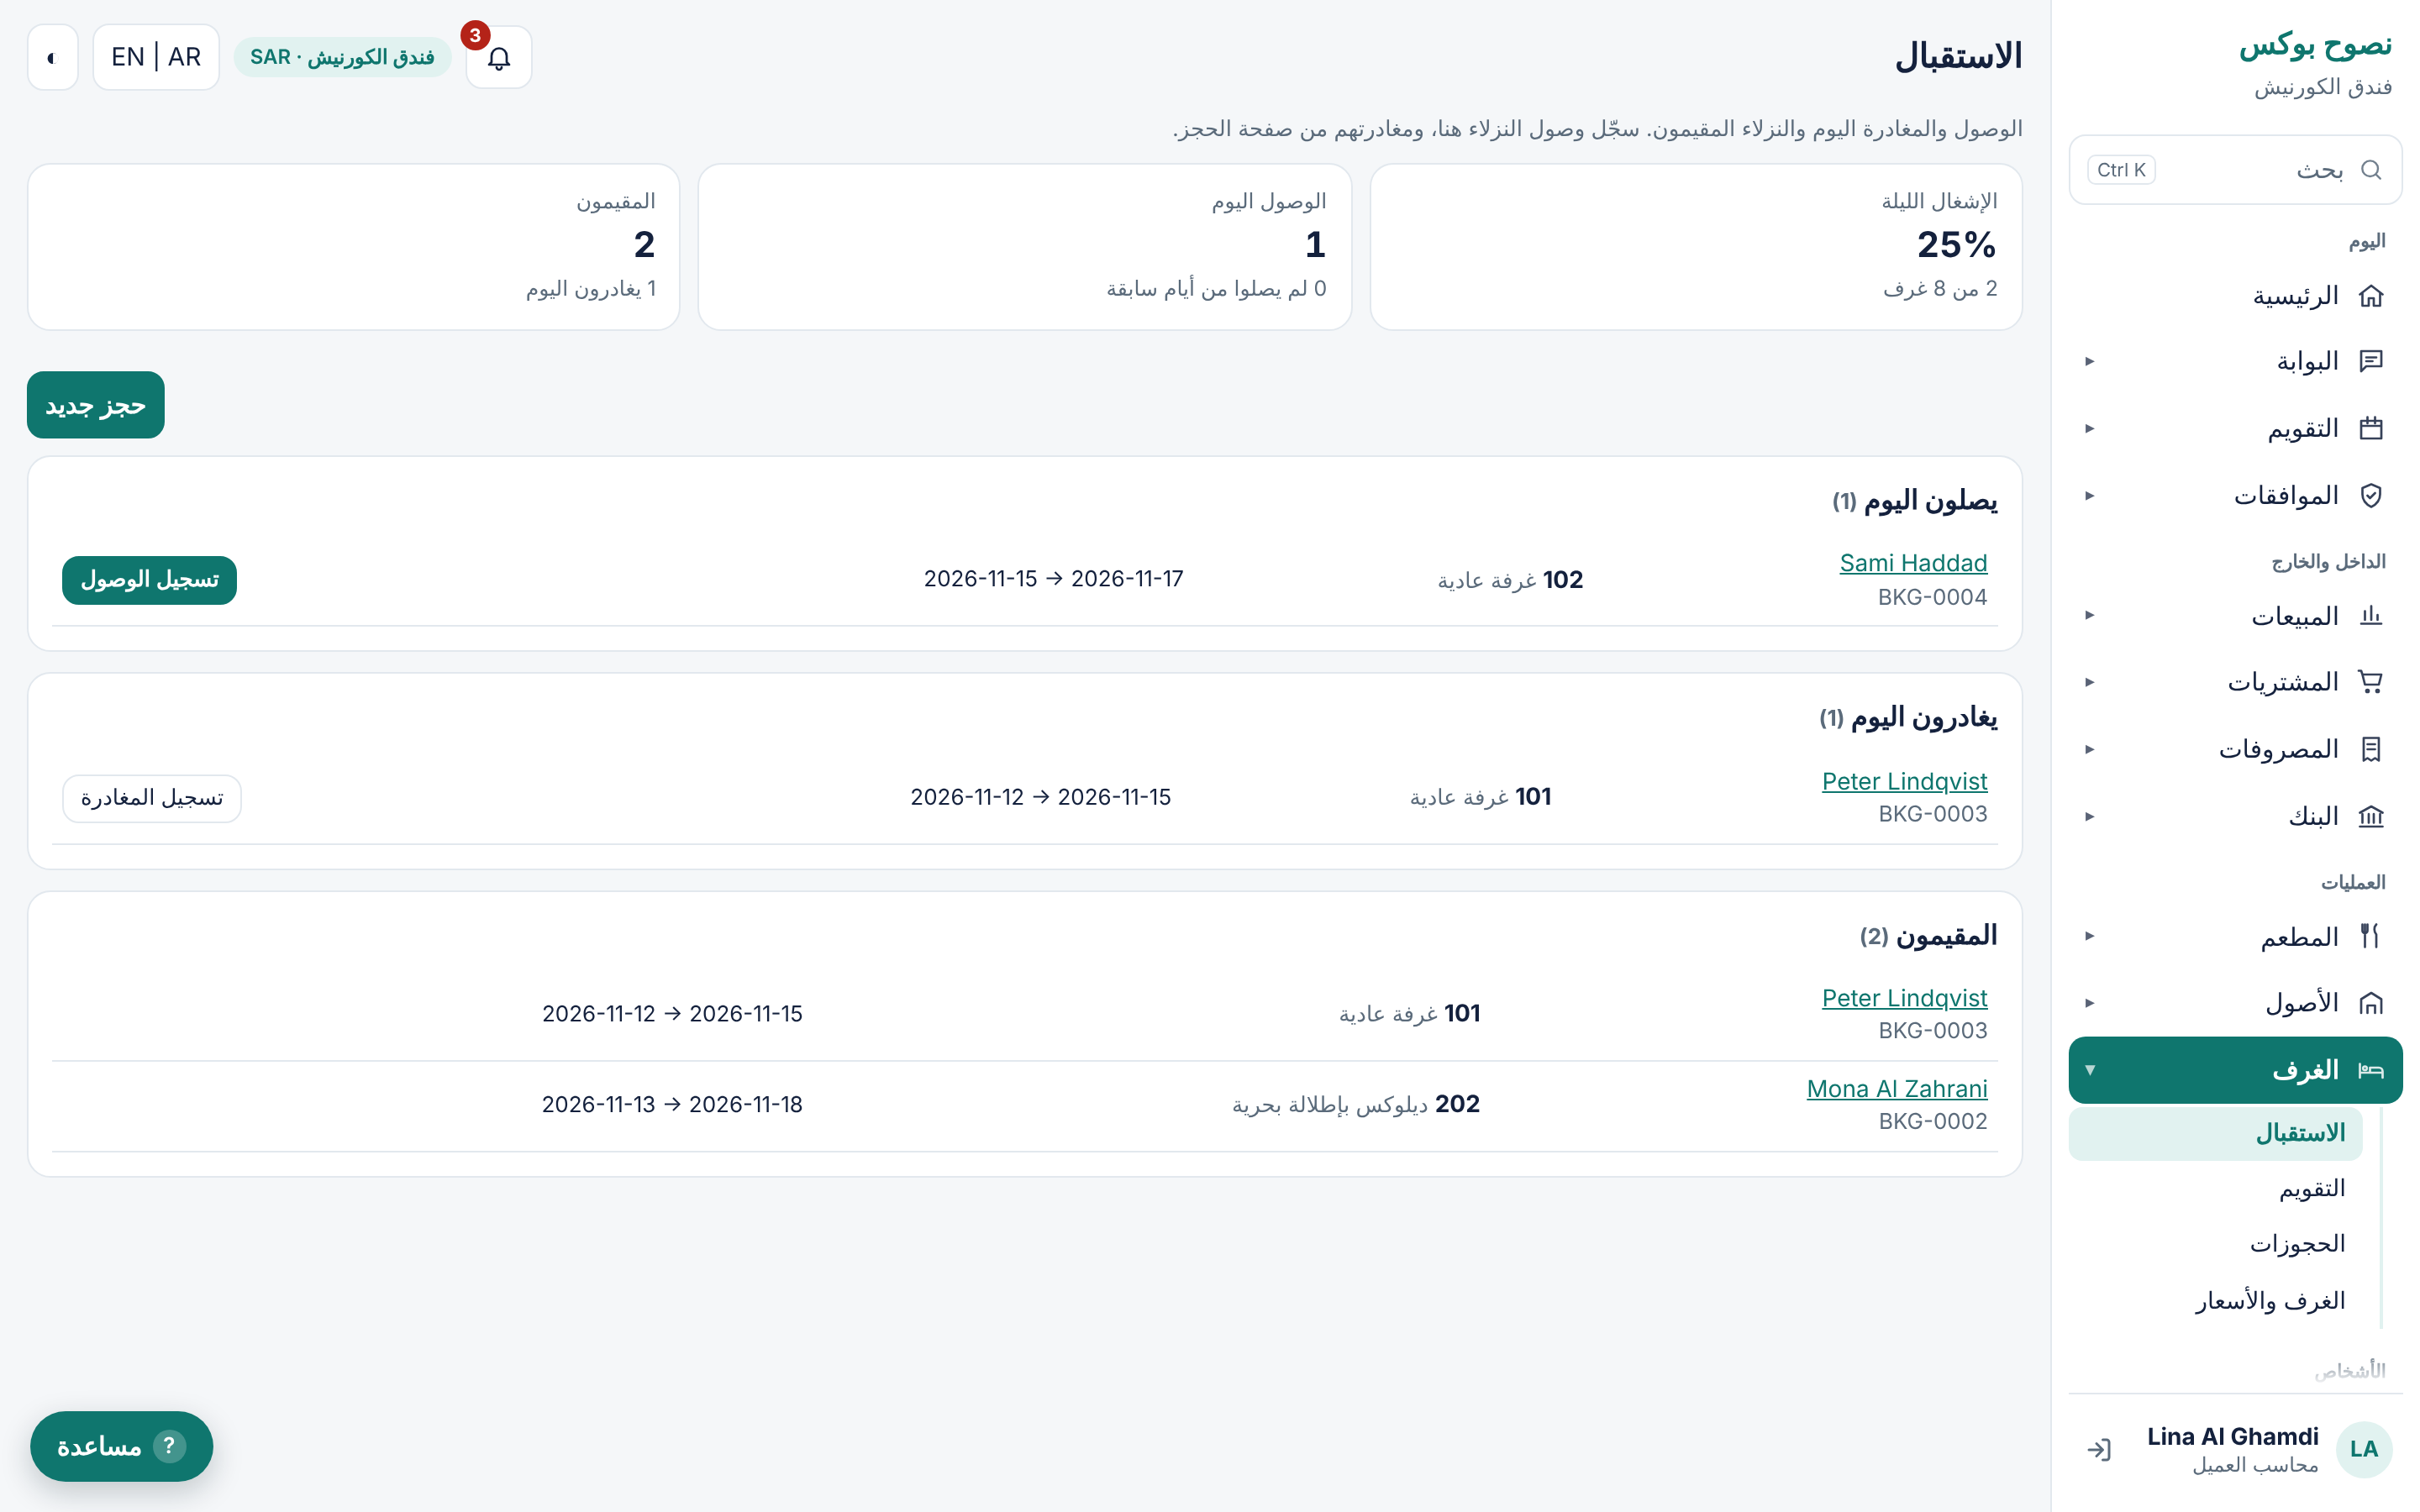 نصوح بوكس
فندق الكورنيش
بحث
Ctrl K
اليوم
الرئيسية
البوابة
التقويم
الموافقات
الداخل والخارج
المبيعات
المشتريات
المصروفات
البنك
العمليات
المطعم
الأصول
الغرف
الاستقبال
التقويم
الحجوزات
الغرف والأسعار
الأشخاص
LA
Lina Al Ghamdi
محاسب العميل
الاستقبال
3
فندق الكورنيش · SAR
EN | AR
الوصول والمغادرة اليوم والنزلاء المقيمون. سجّل وصول النزلاء هنا، ومغادرتهم من صفحة الحجز.
الإشغال الليلة
25%
2 من 8 غرف
الوصول اليوم
1
0 لم يصلوا من أيام سابقة
المقيمون
2
1 يغادرون اليوم
حجز جديد
يصلون اليوم (1)
Sami Haddad
BKG-0004
102 غرفة عادية
2026-11-15 → 2026-11-17
تسجيل الوصول
يغادرون اليوم (1)
Peter Lindqvist
BKG-0003
101 غرفة عادية
2026-11-12 → 2026-11-15
تسجيل المغادرة
المقيمون (2)
Peter Lindqvist
BKG-0003
101 غرفة عادية
2026-11-12 → 2026-11-15
Mona Al Zahrani
BKG-0002
202 ديلوكس بإطلالة بحرية
2026-11-13 → 2026-11-18
? مساعدة